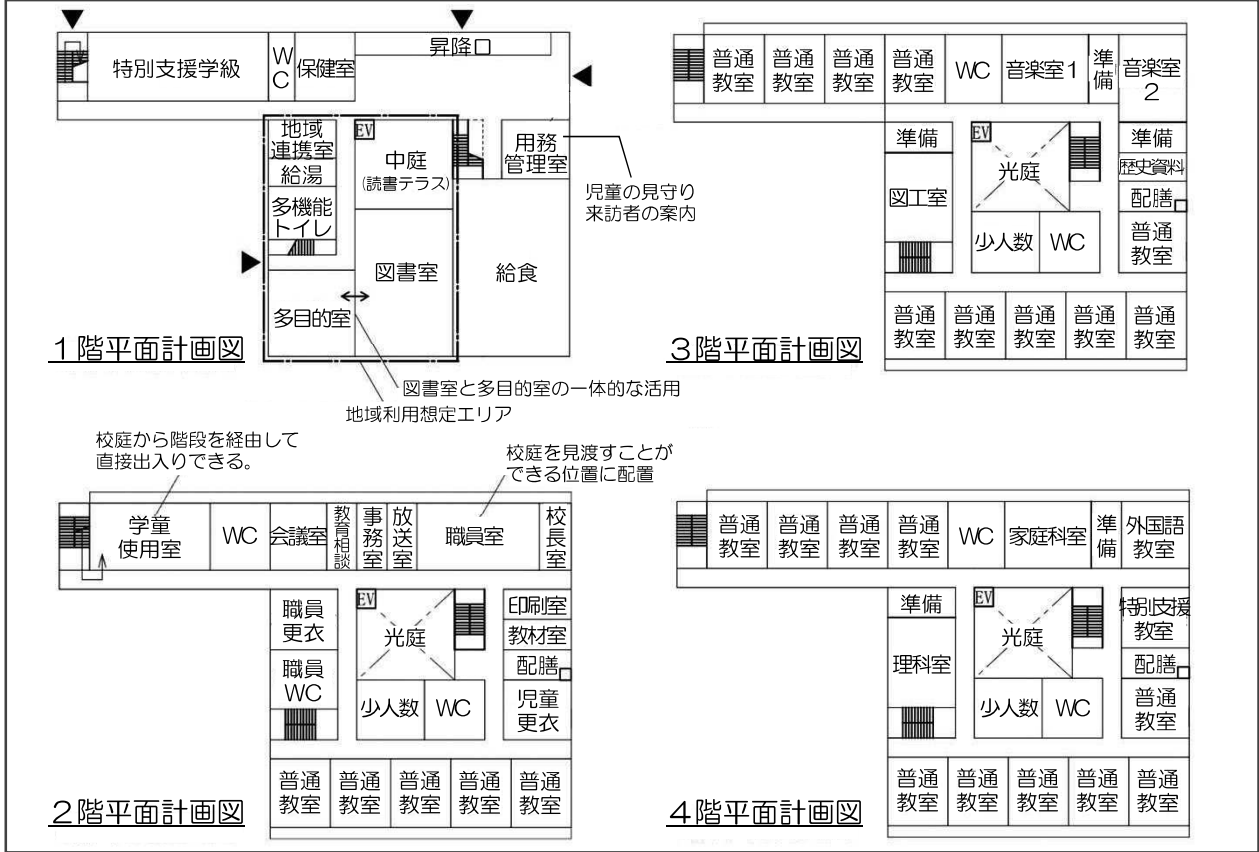 昇降口
特別支援学級
WC
保健室
EV
地域
連携室
給湯
多機能
トイレ
中庭
(読書テラス)
用務
管理室
児童の見守り
来訪者の案内
図書室
給食
多目的室
1階平面計画図
図書室と多目的室の一体的な活用
地域利用想定エリア
普通
教室
普通
教室
普通
教室
普通
教室
WC
音楽室1
準備
音楽室
2
準備
EV
光庭
準備
歴史資料
図工室
配膳
少人数
WC
普通
教室
普通
教室
普通
教室
普通
教室
普通
教室
普通
教室
3階平面計画図
校庭から階段を経由して
直接出入りできる。
校庭を見渡すことが
できる位置に配置
学童
使用室
WC
会議室
教育相談
事務室
放送室
職員室
校長室
職員
更衣
EV
光庭
印刷室
教材室
職員
WC
配膳
少人数
WC
児童
更衣
普通
教室
普通
教室
普通
教室
普通
教室
普通
教室
2階平面計画図
普通
教室
普通
教室
普通
教室
普通
教室
WC
家庭科室
準備
外国語
教室
準備
EV
光庭
特別支援
教室
理科室
配膳
少人数
WC
普通
教室
普通
教室
普通
教室
普通
教室
普通
教室
普通
教室
4階平面計画図